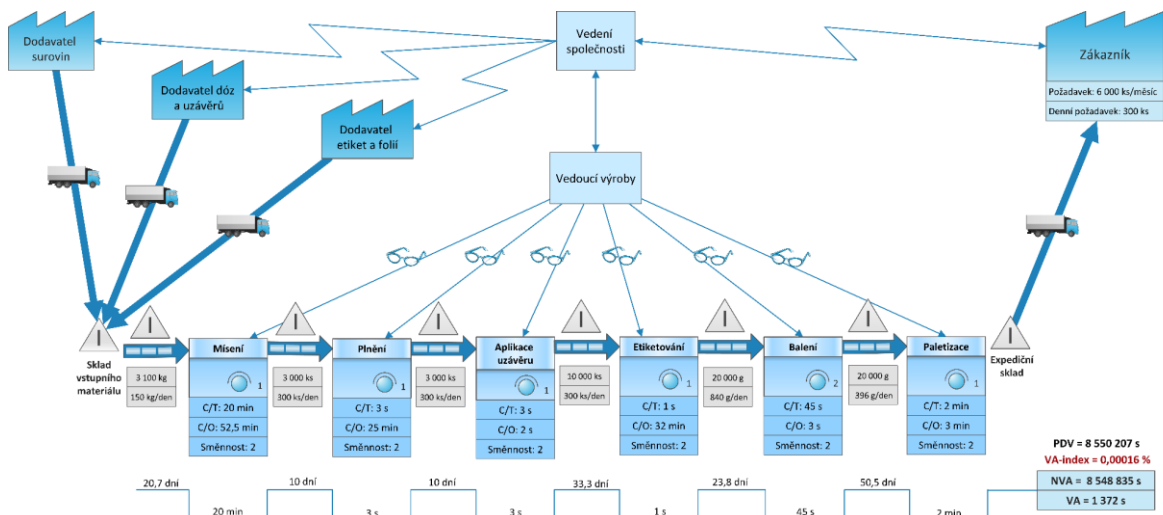 Dodavatel
surovin
Dodavatel dóz
a uzávěrů
Dodavatel
etiket a folií
Vedení
společnosti
Zákazník
Požadavek: 6 000 ks/měsíc
Denní požadavek: 300 ks
Vedoucí výroby
I
Sklad
vstupního
materiálu
I
3 100 kg
150 kg/den
Mísení
1
C/T: 20 min
C/O: 52,5 min
Směnnost: 2
I
3 000 ks
300 ks/den
Plnění
1
C/T: 3 s
C/O: 25 min
Směnnost: 2
I
3 000 ks
300 ks/den
Aplikace
uzávěru
1
C/T: 3 s
C/O: 2 s
Směnnost: 2
I
10 000 ks
300 ks/den
Etiketování
1
C/T: 1 s
C/O: 32 min
Směnnost: 2
I
20 000 g
840 g/den
Balení
2
C/T: 45 s
C/O: 3 s
Směnnost: 2
I
20 000 g
396 g/den
Paletizace
1
C/T: 2 min
C/O: 3 min
Směnnost: 2
I
Expediční
sklad
PDV = 8 550 207 s
VA-index = 0,00016 %
NVA = 8 548 835 s
VA = 1 372 s
20,7 dní
20 min
10 dní
3 s
10 dní
3 s
33,3 dní
1 s
23,8 dní
45 s
50,5 dní
2 min